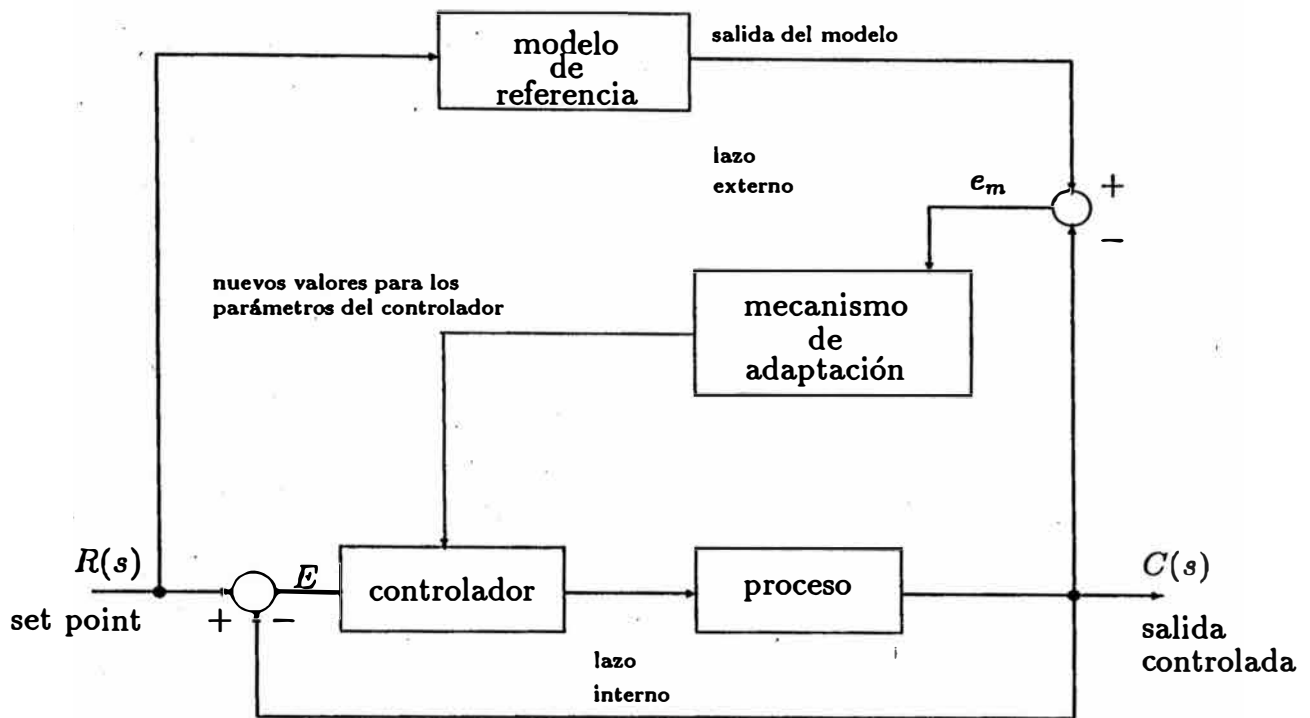 salida del modelo
modelo
de
referencia
lazo
externo
e_m
+
−
nuevos valores para los
parámetros del controlador
mecanismo
de
adaptación
R(s)
set point
+
−
E
controlador
proceso
C(s)
salida
controlada
lazo
interno